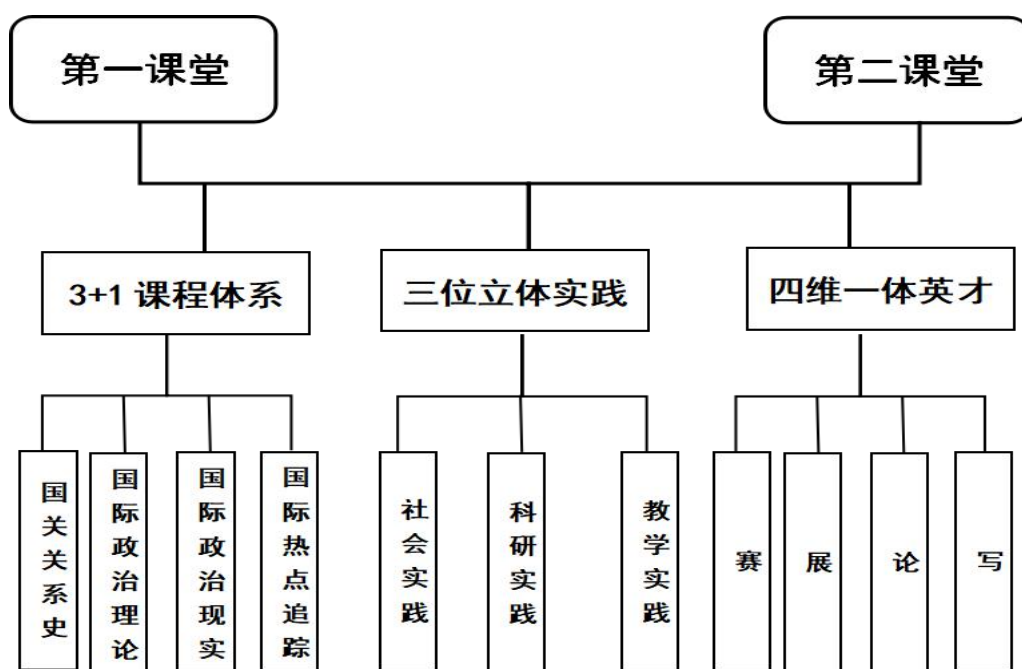 第一课堂
第二课堂
3+1 课程体系
三位立体实践
四维一体英才
国关关系史
国际政治理论
国际政治现实
国际热点追踪
社会实践
科研实践
教学实践
赛
展
论
写